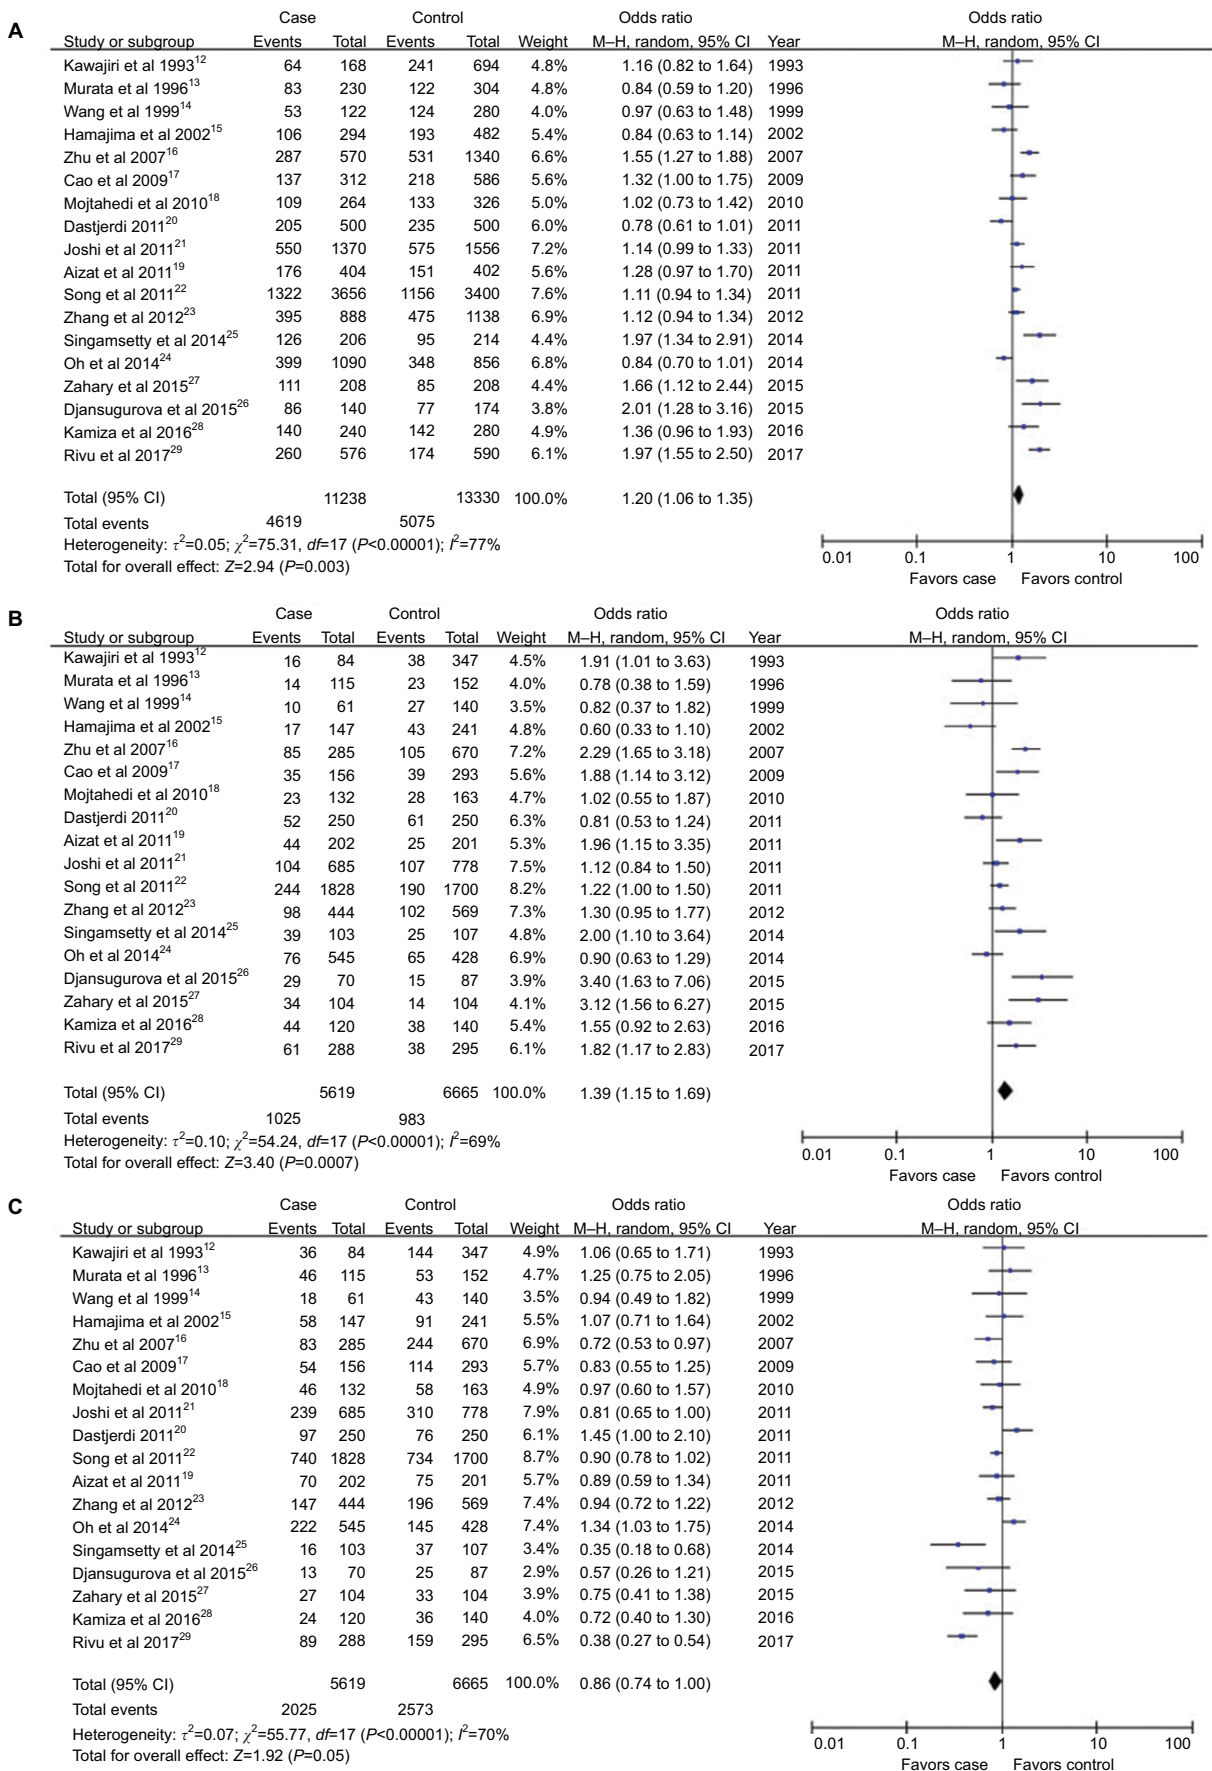 A
Case Control Odds ratio Odds ratio
Study or subgroup Events Total Events Total Weight M–H, random, 95% CI Year M–H, random, 95% CI
Kawajiri et al 1993¹² 64 168 241 694 4.8% 1.16 (0.82 to 1.64) 1993
Murata et al 1996¹³ 83 230 122 304 4.8% 0.84 (0.59 to 1.20) 1996
Wang et al 1999¹⁴ 53 122 124 280 4.0% 0.97 (0.63 to 1.48) 1999
Hamajima et al 2002¹⁵ 106 294 193 482 5.4% 0.84 (0.63 to 1.14) 2002
Zhu et al 2007¹⁶ 287 570 531 1340 6.6% 1.55 (1.27 to 1.88) 2007
Cao et al 2009¹⁷ 137 312 218 586 5.6% 1.32 (1.00 to 1.75) 2009
Mojtahedi et al 2010¹⁸ 109 264 133 326 5.0% 1.02 (0.73 to 1.42) 2010
Dastjerdi 2011²⁰ 205 500 235 500 6.0% 0.78 (0.61 to 1.01) 2011
Joshi et al 2011²¹ 550 1370 575 1556 7.2% 1.14 (0.99 to 1.33) 2011
Aizat et al 2011¹⁹ 176 404 151 402 5.6% 1.28 (0.97 to 1.70) 2011
Song et al 2011²² 1322 3656 1156 3400 7.6% 1.11 (0.94 to 1.34) 2011
Zhang et al 2012²³ 395 888 475 1138 6.9% 1.12 (0.94 to 1.34) 2012
Singamsetty et al 2014²⁵ 126 206 95 214 4.4% 1.97 (1.34 to 2.91) 2014
Oh et al 2014²⁴ 399 1090 348 856 6.8% 0.84 (0.70 to 1.01) 2014
Zahary et al 2015²⁷ 111 208 85 208 4.4% 1.66 (1.12 to 2.44) 2015
Djansugurova et al 2015²⁶ 86 140 77 174 3.8% 2.01 (1.28 to 3.16) 2015
Kamiza et al 2016²⁸ 140 240 142 280 4.9% 1.36 (0.96 to 1.93) 2016
Rivu et al 2017²⁹ 260 576 174 590 6.1% 1.97 (1.55 to 2.50) 2017
Total (95% CI) 11238 13330 100.0% 1.20 (1.06 to 1.35)
Total events 4619 5075
Heterogeneity: τ²=0.05; χ²=75.31, df=17 (P<0.00001); I²=77%
Total for overall effect: Z=2.94 (P=0.003)
0.01 0.1 1 10 100
Favors case Favors control
B
Case Control Odds ratio Odds ratio
Study or subgroup Events Total Events Total Weight M–H, random, 95% CI Year M–H, random, 95% CI
Kawajiri et al 1993¹² 16 84 38 347 4.5% 1.91 (1.01 to 3.63) 1993
Murata et al 1996¹³ 14 115 23 152 4.0% 0.78 (0.38 to 1.59) 1996
Wang et al 1999¹⁴ 10 61 27 140 3.5% 0.82 (0.37 to 1.82) 1999
Hamajima et al 2002¹⁵ 17 147 43 241 4.8% 0.60 (0.33 to 1.10) 2002
Zhu et al 2007¹⁶ 85 285 105 670 7.2% 2.29 (1.65 to 3.18) 2007
Cao et al 2009¹⁷ 35 156 39 293 5.6% 1.88 (1.14 to 3.12) 2009
Mojtahedi et al 2010¹⁸ 23 132 28 163 4.7% 1.02 (0.55 to 1.87) 2010
Dastjerdi 2011²⁰ 52 250 61 250 6.3% 0.81 (0.53 to 1.24) 2011
Aizat et al 2011¹⁹ 44 202 25 201 5.3% 1.96 (1.15 to 3.35) 2011
Joshi et al 2011²¹ 104 685 107 778 7.5% 1.12 (0.84 to 1.50) 2011
Song et al 2011²² 244 1828 190 1700 8.2% 1.22 (1.00 to 1.50) 2011
Zhang et al 2012²³ 98 444 102 569 7.3% 1.30 (0.95 to 1.77) 2012
Singamsetty et al 2014²⁵ 39 103 25 107 4.8% 2.00 (1.10 to 3.64) 2014
Oh et al 2014²⁴ 76 545 65 428 6.9% 0.90 (0.63 to 1.29) 2014
Djansugurova et al 2015²⁶ 29 70 15 87 3.9% 3.40 (1.63 to 7.06) 2015
Zahary et al 2015²⁷ 34 104 14 104 4.1% 3.12 (1.56 to 6.27) 2015
Kamiza et al 2016²⁸ 44 120 38 140 5.4% 1.55 (0.92 to 2.63) 2016
Rivu et al 2017²⁹ 61 288 38 295 6.1% 1.82 (1.17 to 2.83) 2017
Total (95% CI) 5619 6665 100.0% 1.39 (1.15 to 1.69)
Total events 1025 983
Heterogeneity: τ²=0.10; χ²=54.24, df=17 (P<0.00001); I²=69%
Total for overall effect: Z=3.40 (P=0.0007)
0.01 0.1 1 10 100
Favors case Favors control
C
Case Control Odds ratio Odds ratio
Study or subgroup Events Total Events Total Weight M–H, random, 95% CI Year M–H, random, 95% CI
Kawajiri et al 1993¹² 36 84 144 347 4.9% 1.06 (0.65 to 1.71) 1993
Murata et al 1996¹³ 46 115 53 152 4.7% 1.25 (0.75 to 2.05) 1996
Wang et al 1999¹⁴ 18 61 43 140 3.5% 0.94 (0.49 to 1.82) 1999
Hamajima et al 2002¹⁵ 58 147 91 241 5.5% 1.07 (0.71 to 1.64) 2002
Zhu et al 2007¹⁶ 83 285 244 670 6.9% 0.72 (0.53 to 0.97) 2007
Cao et al 2009¹⁷ 54 156 114 293 5.7% 0.83 (0.55 to 1.25) 2009
Mojtahedi et al 2010¹⁸ 46 132 58 163 4.9% 0.97 (0.60 to 1.57) 2010
Joshi et al 2011²¹ 239 685 310 778 7.9% 0.81 (0.65 to 1.00) 2011
Dastjerdi 2011²⁰ 97 250 76 250 6.1% 1.45 (1.00 to 2.10) 2011
Song et al 2011²² 740 1828 734 1700 8.7% 0.90 (0.78 to 1.02) 2011
Aizat et al 2011¹⁹ 70 202 75 201 5.7% 0.89 (0.59 to 1.34) 2011
Zhang et al 2012²³ 147 444 196 569 7.4% 0.94 (0.72 to 1.22) 2012
Oh et al 2014²⁴ 222 545 145 428 7.4% 1.34 (1.03 to 1.75) 2014
Singamsetty et al 2014²⁵ 16 103 37 107 3.4% 0.35 (0.18 to 0.68) 2014
Djansugurova et al 2015²⁶ 13 70 25 87 2.9% 0.57 (0.26 to 1.21) 2015
Zahary et al 2015²⁷ 27 104 33 104 3.9% 0.75 (0.41 to 1.38) 2015
Kamiza et al 2016²⁸ 24 120 36 140 4.0% 0.72 (0.40 to 1.30) 2016
Rivu et al 2017²⁹ 89 288 159 295 6.5% 0.38 (0.27 to 0.54) 2017
Total (95% CI) 5619 6665 100.0% 0.86 (0.74 to 1.00)
Total events 2025 2573
Heterogeneity: τ²=0.07; χ²=55.77, df=17 (P<0.00001); I²=70%
Total for overall effect: Z=1.92 (P=0.05)
0.01 0.1 1 10 100
Favors case Favors control